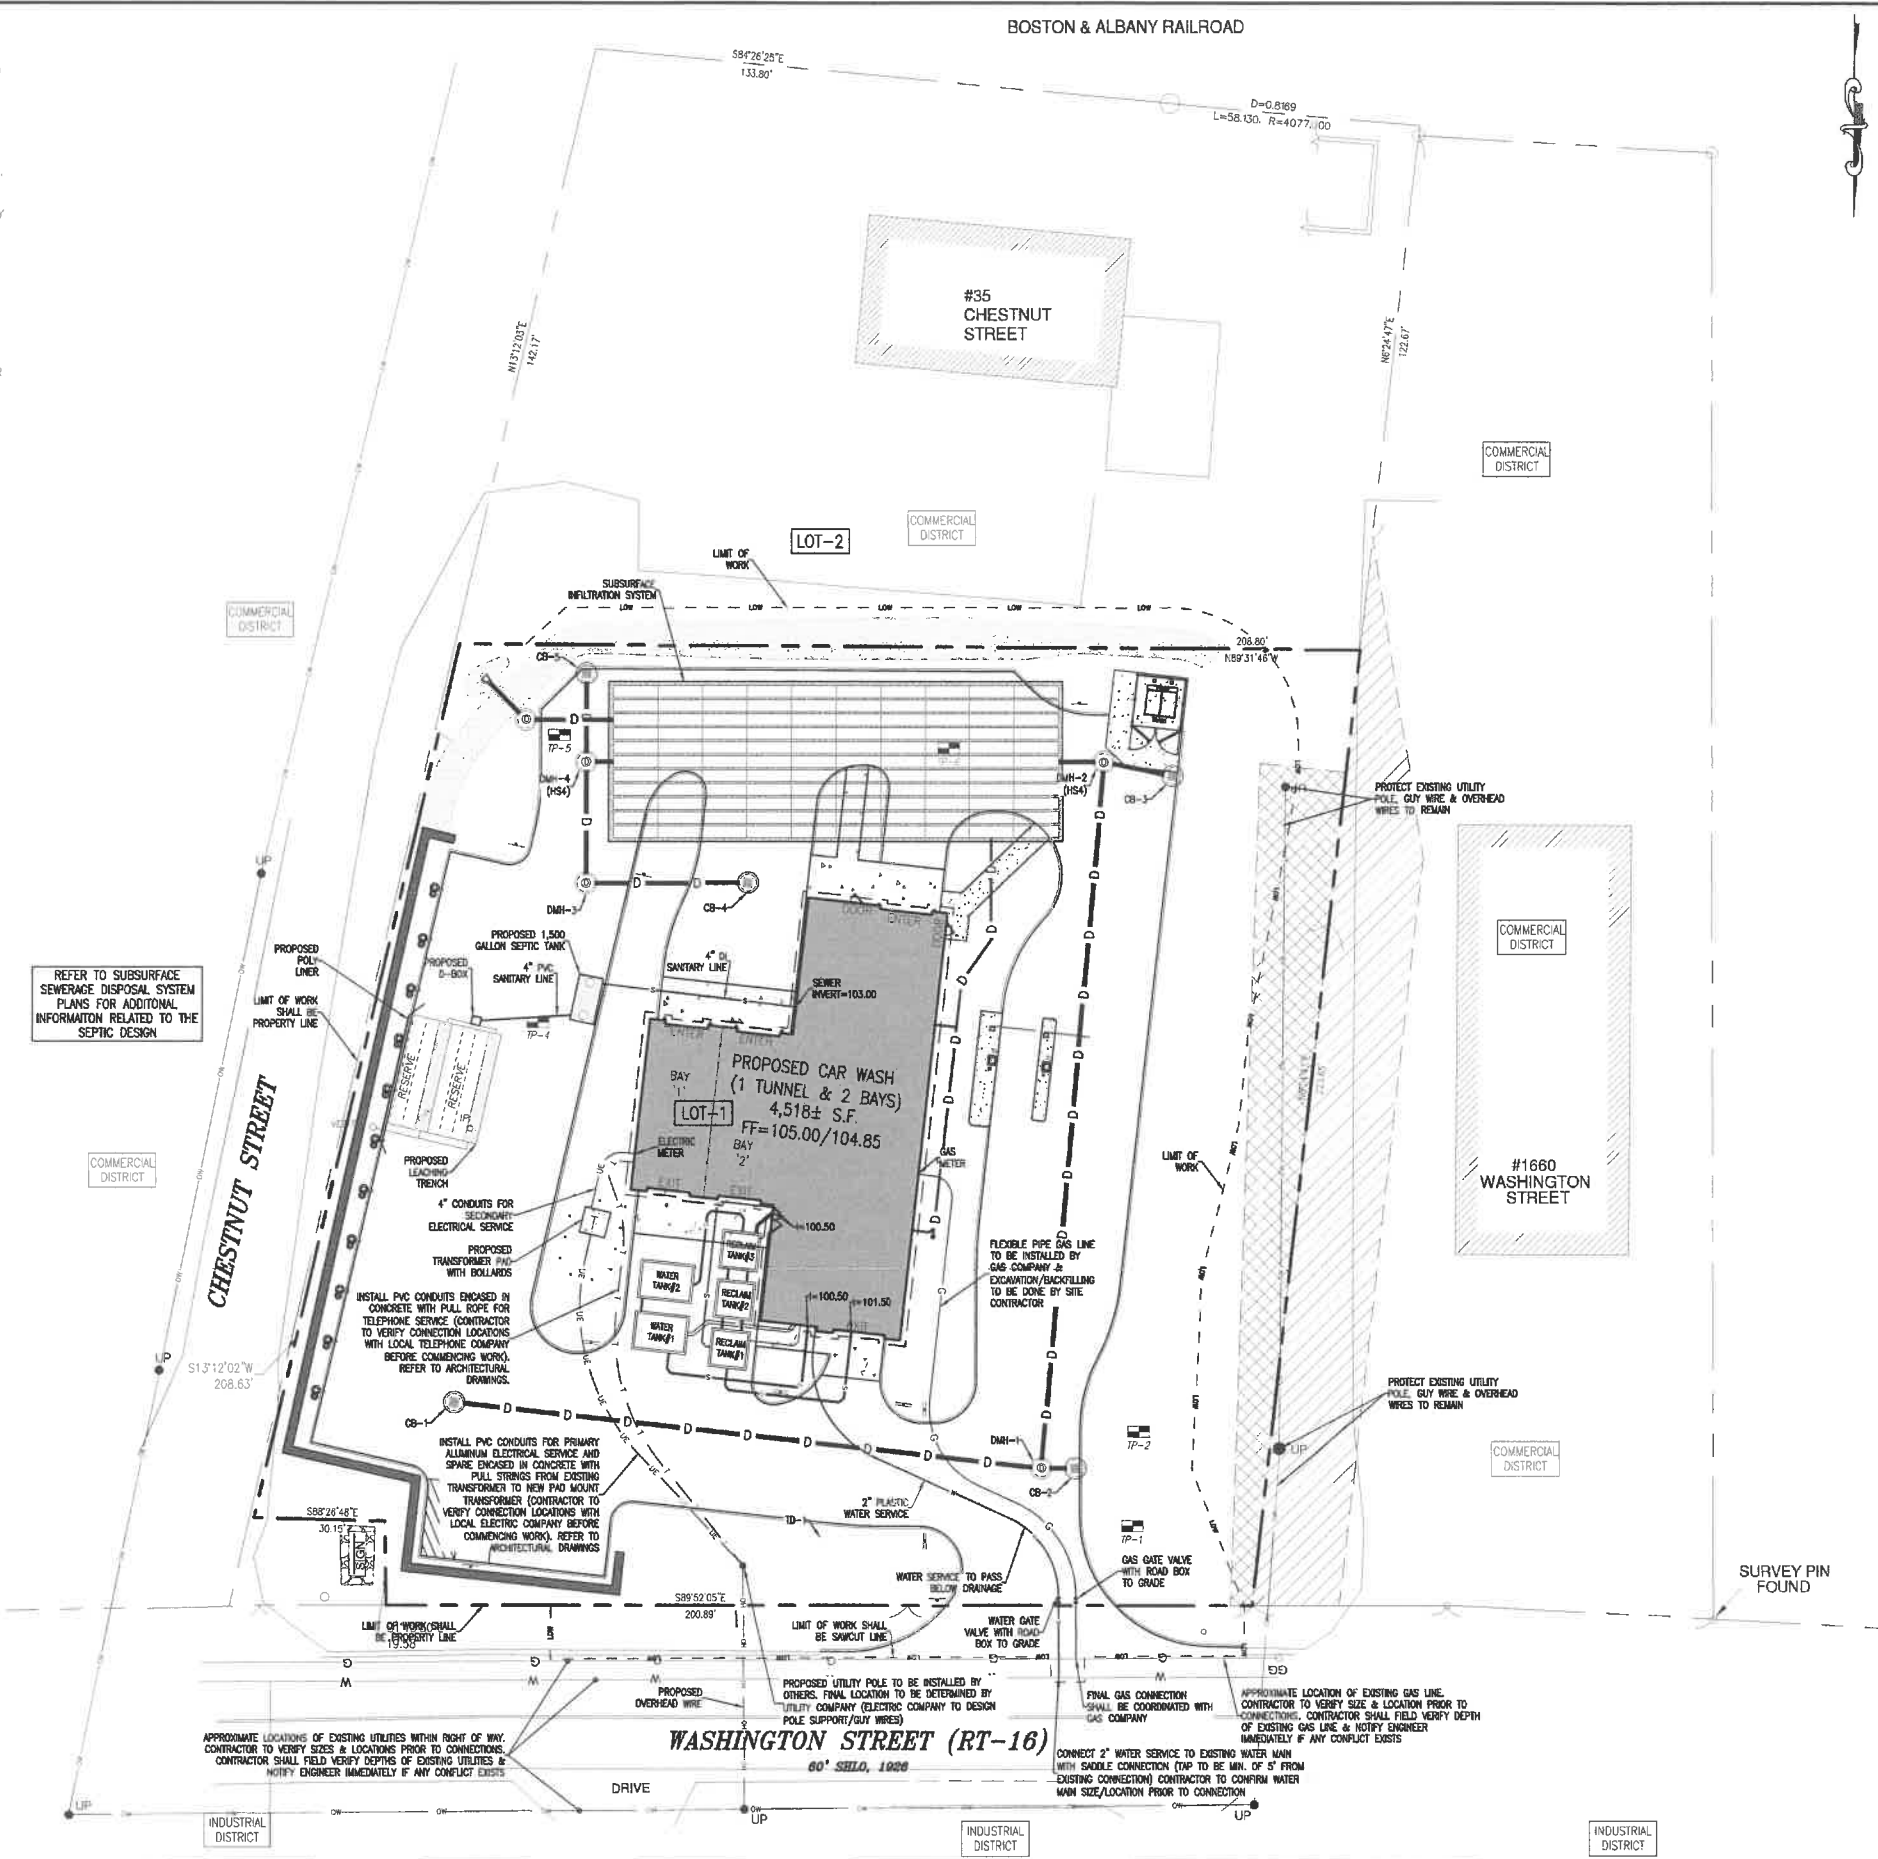 BOSTON & ALBANY RAILROAD
S84°26'25"E
133.80'
D=0.8169
L=58.130, R=4077.
00
N13°12'03"E
142.17'
#35
CHESTNUT
STREET
N6°24'47"E
122.67'
COMMERCIAL
DISTRICT
COMMERCIAL
DISTRICT
LOT-2
LIMIT OF
WORK
SUBSURFACE
INFILTRATION SYSTEM
COMMERCIAL
DISTRICT
LOW
LOW
LOW
LOW
LOW
208.80'
N89°31'46"W
CB-5
D
TP-5
DMH-4
(HS4)
DMH-2
(HS4)
CB-3
PROTECT EXISTING UTILITY
POLE, GUY WIRE & OVERHEAD
WIRES TO REMAIN
UP
UP
DMH-3
CB-4
DOOR
ENTER
COMMERCIAL
DISTRICT
PROPOSED 1,500
GALLON SEPTIC TANK
PROPOSED
POLY
LINER
PROPOSED
D-BOX
4" PVC
SANITARY LINE
4" DI
SANITARY LINE
SEWER
INVERT=103.00
REFER TO SUBSURFACE
SEWERAGE DISPOSAL SYSTEM
PLANS FOR ADDITONAL
INFORMAITON RELATED TO THE
SEPTIC DESIGN
LIMIT OF WORK
SHALL BE
PROPERTY LINE
TP-4
ENTER
ENTER
RESERVE
RESERVE
PROPOSED CAR WASH
(1 TUNNEL & 2 BAYS)
4,518± S.F.
FF=105.00/104.85
BAY
'1'
LOT-1
BAY
'2'
ELECTRIC
METER
GAS
METER
EXIT
EXIT
LIMIT OF
WORK
#1660
WASHINGTON
STREET
COMMERCIAL
DISTRICT
CHESTNUT STREET
PROPOSED
LEACHING
TRENCH
4" CONDUITS FOR
SECONDARY
ELECTRICAL SERVICE
PROPOSED
TRANSFORMER PAD
WITH BOLLARDS
T
I=100.50
RECLAIM
TANK#3
WATER
TANK#2
RECLAIM
TANK#2
WATER
TANK#1
RECLAIM
TANK#1
I=100.50
I=101.50
EXIT
FLEXIBLE PIPE GAS LINE
TO BE INSTALLED BY
GAS COMPANY &
EXCAVATION/BACKFILLING
TO BE DONE BY SITE
CONTRACTOR
INSTALL PVC CONDUITS ENCASED IN
CONCRETE WITH PULL ROPE FOR
TELEPHONE SERVICE (CONTRACTOR
TO VERIFY CONNECTION LOCATIONS
WITH LOCAL TELEPHONE COMPANY
BEFORE COMMENCING WORK).
REFER TO ARCHITECTURAL
DRAWINGS.
UP
S13°12'02"W
208.63'
PROTECT EXISTING UTILITY
POLE, GUY WIRE & OVERHEAD
WIRES TO REMAIN
CB-1
D D D D D D D D
DMH-1
TP-2
UP
COMMERCIAL
DISTRICT
INSTALL PVC CONDUITS FOR PRIMARY
ALUMINUM ELECTRICAL SERVICE AND
SPARE ENCASED IN CONCRETE WITH
PULL STRINGS FROM EXISTING
TRANSFORMER TO NEW PAD MOUNT
TRANSFORMER (CONTRACTOR TO
VERIFY CONNECTION LOCATIONS WITH
LOCAL ELECTRIC COMPANY BEFORE
COMMENCING WORK). REFER TO
ARCHITECTURAL DRAWINGS
CB-2
2" PLASTIC
WATER SERVICE
S88°26'48"E
30.15'
SIGN
TD-1
TP-1
GAS GATE VALVE
WITH ROAD BOX
TO GRADE
WATER SERVICE TO PASS
BELOW DRAINAGE
SURVEY PIN
FOUND
S89°52'05"E
200.89'
LIMIT OF WORK SHALL
BE PROPERTY LINE
19.58'
LIMIT OF WORK SHALL
BE SAWCUT LINE
WATER GATE
VALVE WITH ROAD
BOX TO GRADE
PROPOSED
OVERHEAD WIRE
PROPOSED UTILITY POLE TO BE INSTALLED BY
OTHERS. FINAL LOCATION TO BE DETERMINED BY
UTILITY COMPANY (ELECTRIC COMPANY TO DESIGN
POLE SUPPORT/GUY WIRES)
FINAL GAS CONNECTION
SHALL BE COORDINATED WITH
GAS COMPANY
APPROXIMATE LOCATION OF EXISTING GAS LINE.
CONTRACTOR TO VERIFY SIZE & LOCATION PRIOR TO
CONNECTIONS. CONTRACTOR SHALL FIELD VERIFY DEPTH
OF EXISTING GAS LINE & NOTIFY ENGINEER
IMMEDIATELY IF ANY CONFLICT EXISTS
APPROXIMATE LOCATIONS OF EXISTING UTILITIES WITHIN RIGHT OF WAY.
CONTRACTOR TO VERIFY SIZES & LOCATIONS PRIOR TO CONNECTIONS.
CONTRACTOR SHALL FIELD VERIFY DEPTHS OF EXISTING UTILITIES &
NOTIFY ENGINEER IMMEDIATELY IF ANY CONFLICT EXISTS
WASHINGTON STREET (RT-16)
60' SHLO, 1926
CONNECT 2" WATER SERVICE TO EXISTING WATER MAIN
WITH SADDLE CONNECTION (TAP TO BE MIN. OF 5' FROM
EXISTING CONNECTION) CONTRACTOR TO CONFIRM WATER
MAIN SIZE/LOCATION PRIOR TO CONNECTION
DRIVE
UP
UP
UP
INDUSTRIAL
DISTRICT
INDUSTRIAL
DISTRICT
INDUSTRIAL
DISTRICT